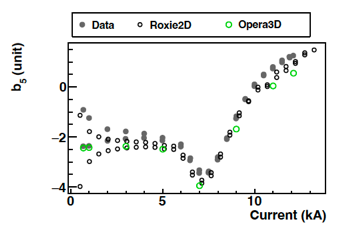 Data Roxie2D Opera3D
b5 (unit)
0
−2
−4
0 5 10
Current (kA)